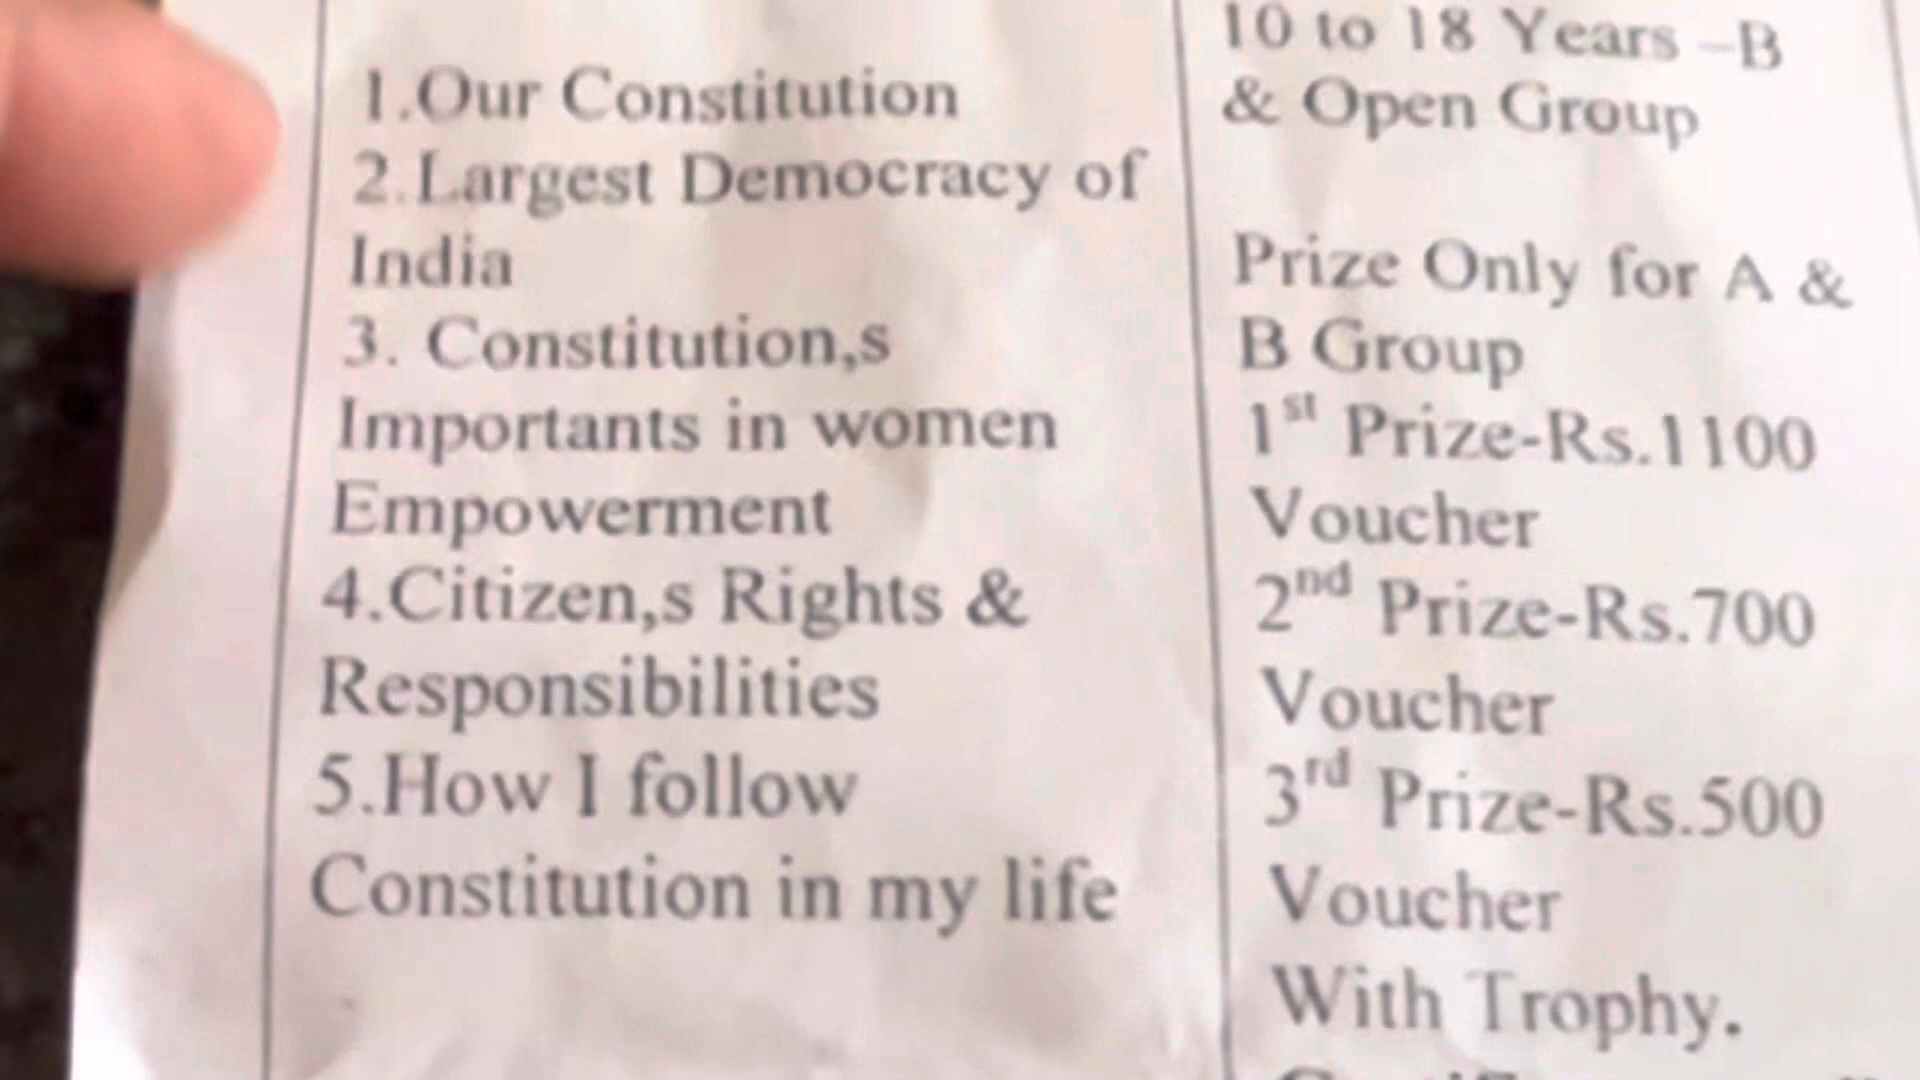 1.Our Constitution
2.Largest Democracy of
India
3. Constitution,s
Importants in women
Empowerment
4.Citizen,s Rights &
Responsibilities
5.How I follow
Constitution in my life
10 to 18 Years –B
& Open Group
Prize Only for A &
B Group
1st Prize-Rs.1100
Voucher
2nd Prize-Rs.700
Voucher
3rd Prize-Rs.500
Voucher
With Trophy.